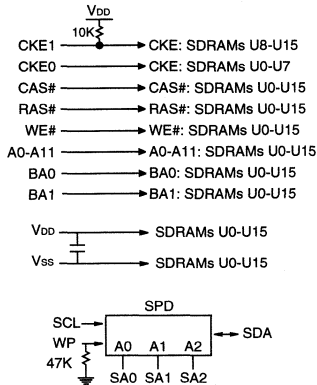 VDD
10K
CKE1 CKE: SDRAMs U8-U15
CKE0 CKE: SDRAMs U0-U7
CAS# CAS#: SDRAMs U0-U15
RAS# RAS#: SDRAMs U0-U15
WE# WE#: SDRAMs U0-U15
A0-A11 A0-A11: SDRAMs U0-U15
BA0 BA0: SDRAMs U0-U15
BA1 BA1: SDRAMs U0-U15
VDD SDRAMs U0-U15
VSS SDRAMs U0-U15
SPD
SCL
WP A0 A1 A2 SDA
47K
SA0 SA1 SA2